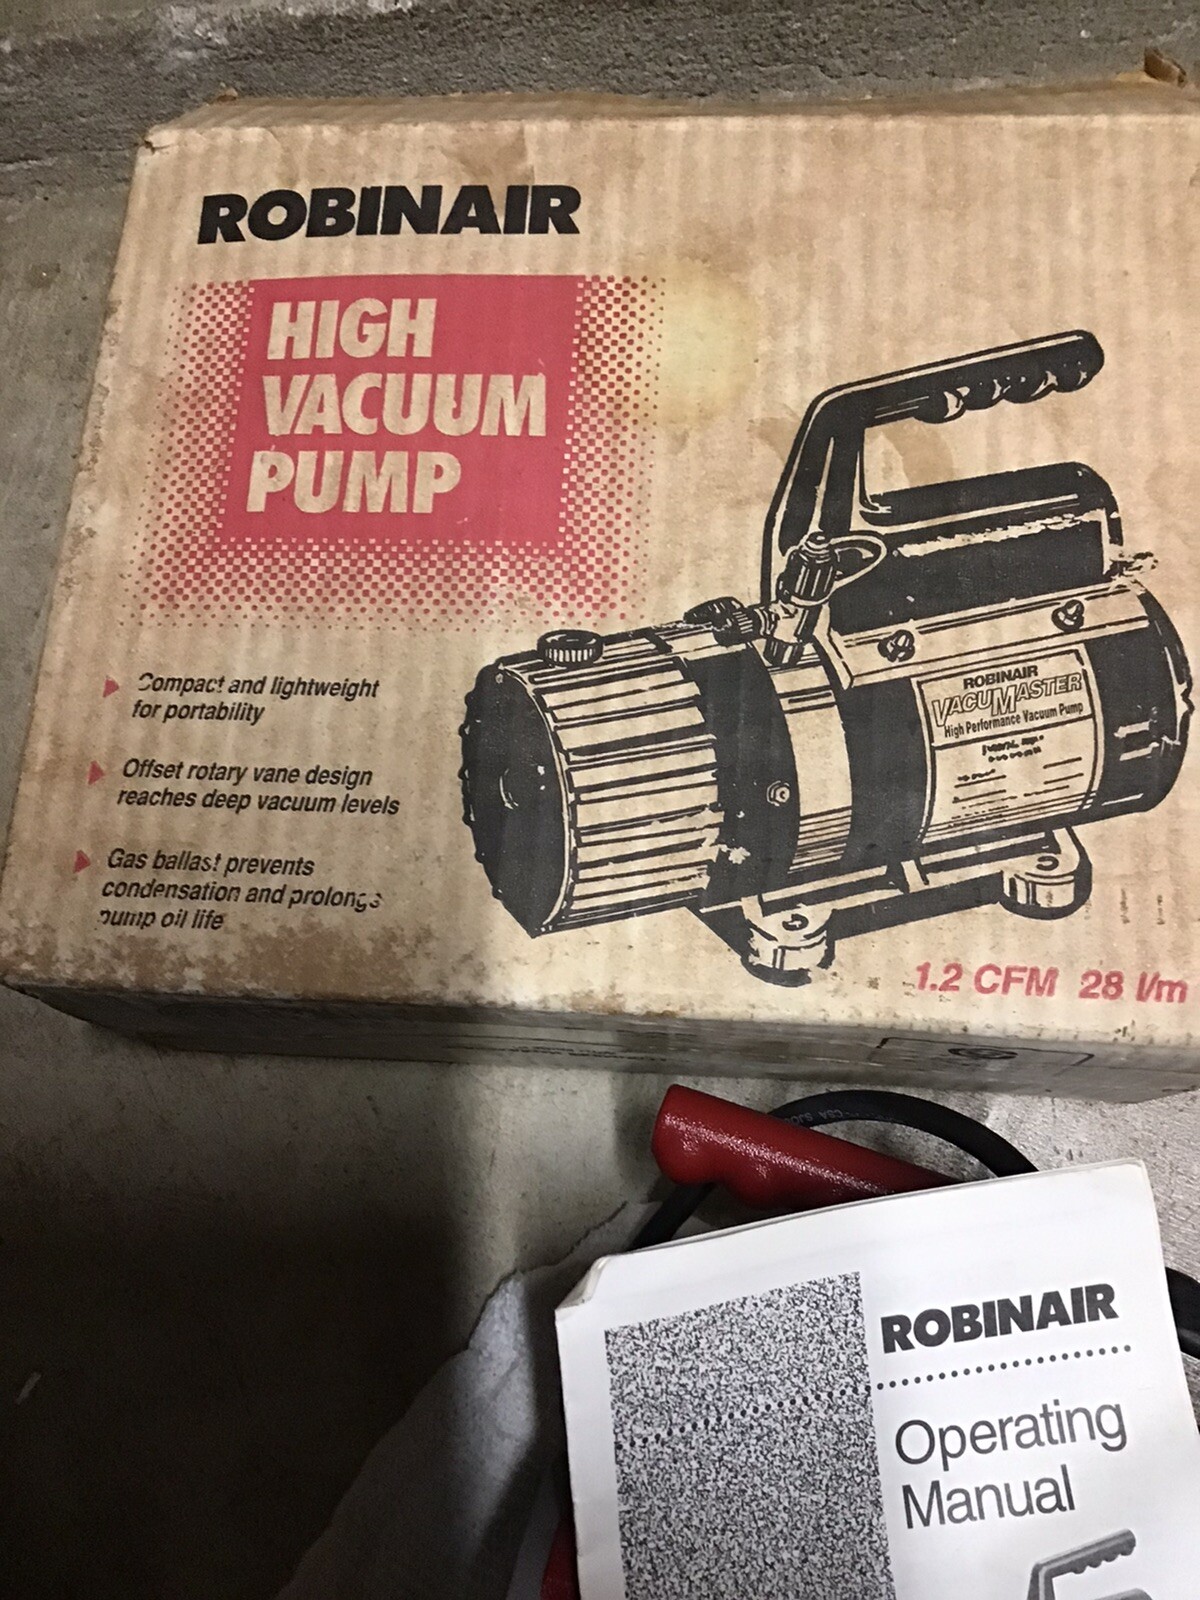 ROBINAIR
HIGH
VACUUM
PUMP
Compact and lightweight
for portability
Offset rotary vane design
reaches deep vacuum levels
Gas ballast prevents
condensation and prolongs
pump oil life
ROBINAIR
VACUMASTER
High Performance Vacuum Pump
1.2 CFM 28 l/m
CSA
ROBINAIR
Operating
Manual